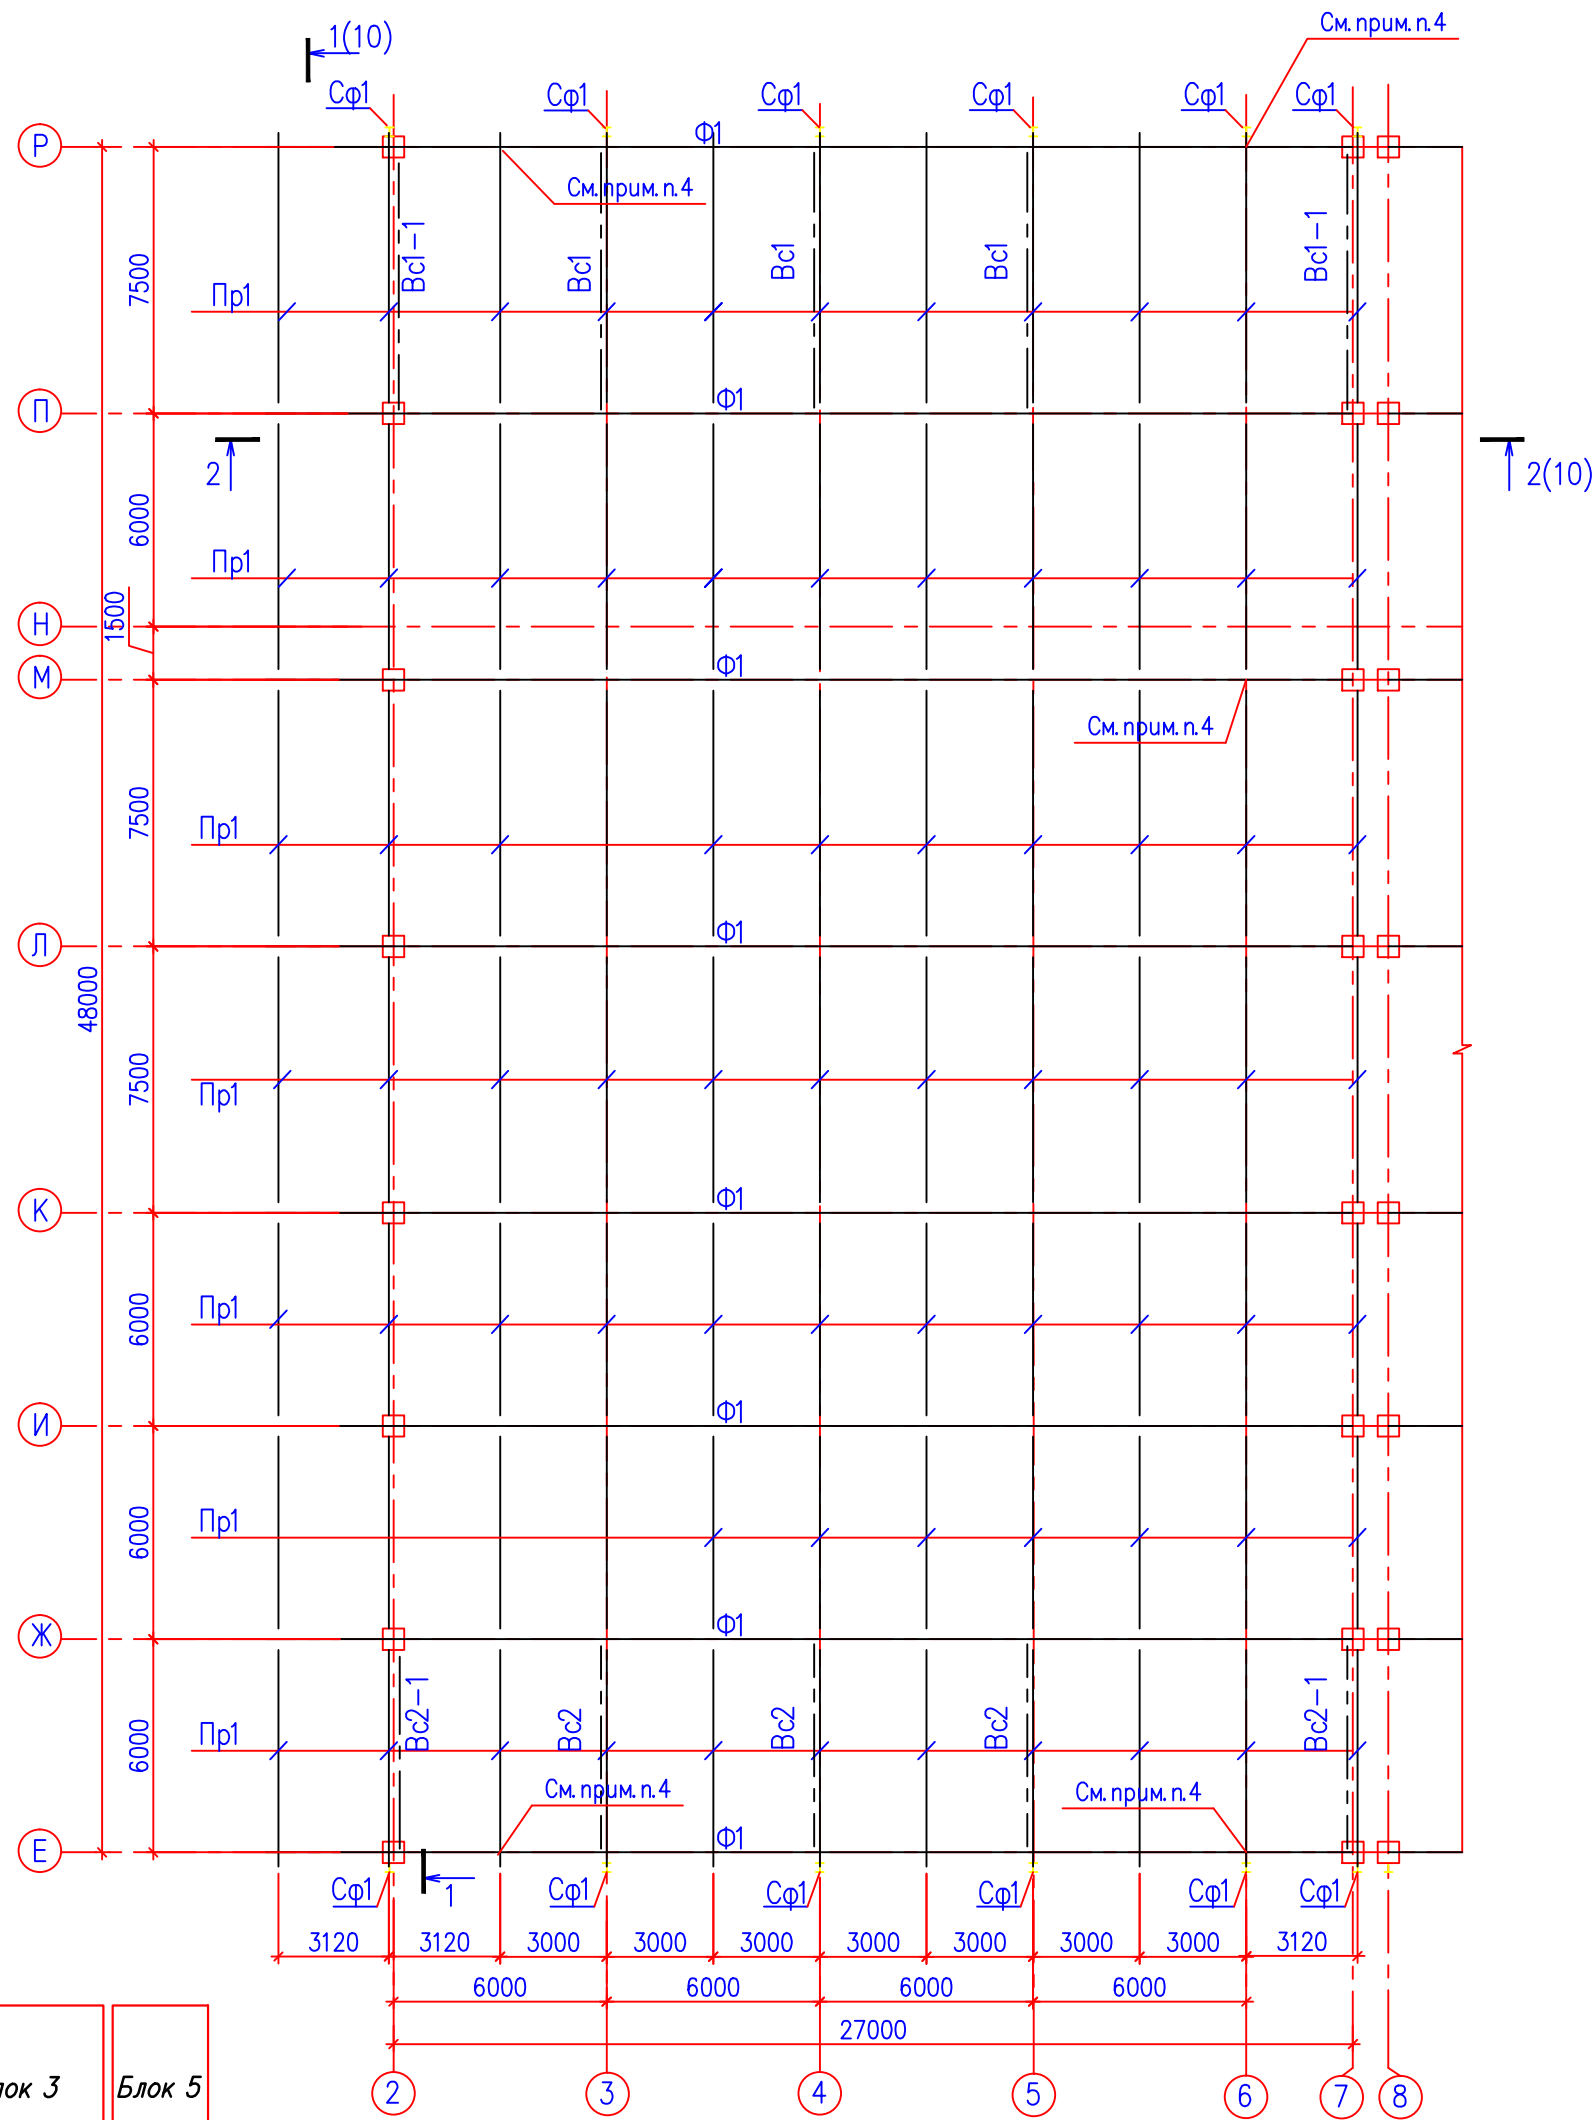 См. прим. п. 4
1(10)
Сф1
Сф1
Сф1
Сф1
Сф1
Сф1
Р
Ф1
См. прим. п. 4
7500
Вс1-1
Вс1
Вс1
Вс1
Вс1-1
Пр1
П
Ф1
2
2(10)
6000
Пр1
1500
Н
М
Ф1
См. прим. п. 4
7500
Пр1
Л
Ф1
48000
7500
Пр1
К
Ф1
6000
Пр1
И
Ф1
6000
Пр1
Ж
Ф1
6000
Пр1
Вс2-1
Вс2
Вс2
Вс2
Вс2-1
См. прим. п. 4
См. прим. п. 4
Е
Ф1
Сф1
1
Сф1
Сф1
Сф1
Сф1
Сф1
3120
3120
3000
3000
3000
3000
3000
3000
3000
3120
6000
6000
6000
6000
27000
ок 3
Блок 5
2
3
4
5
6
7
8